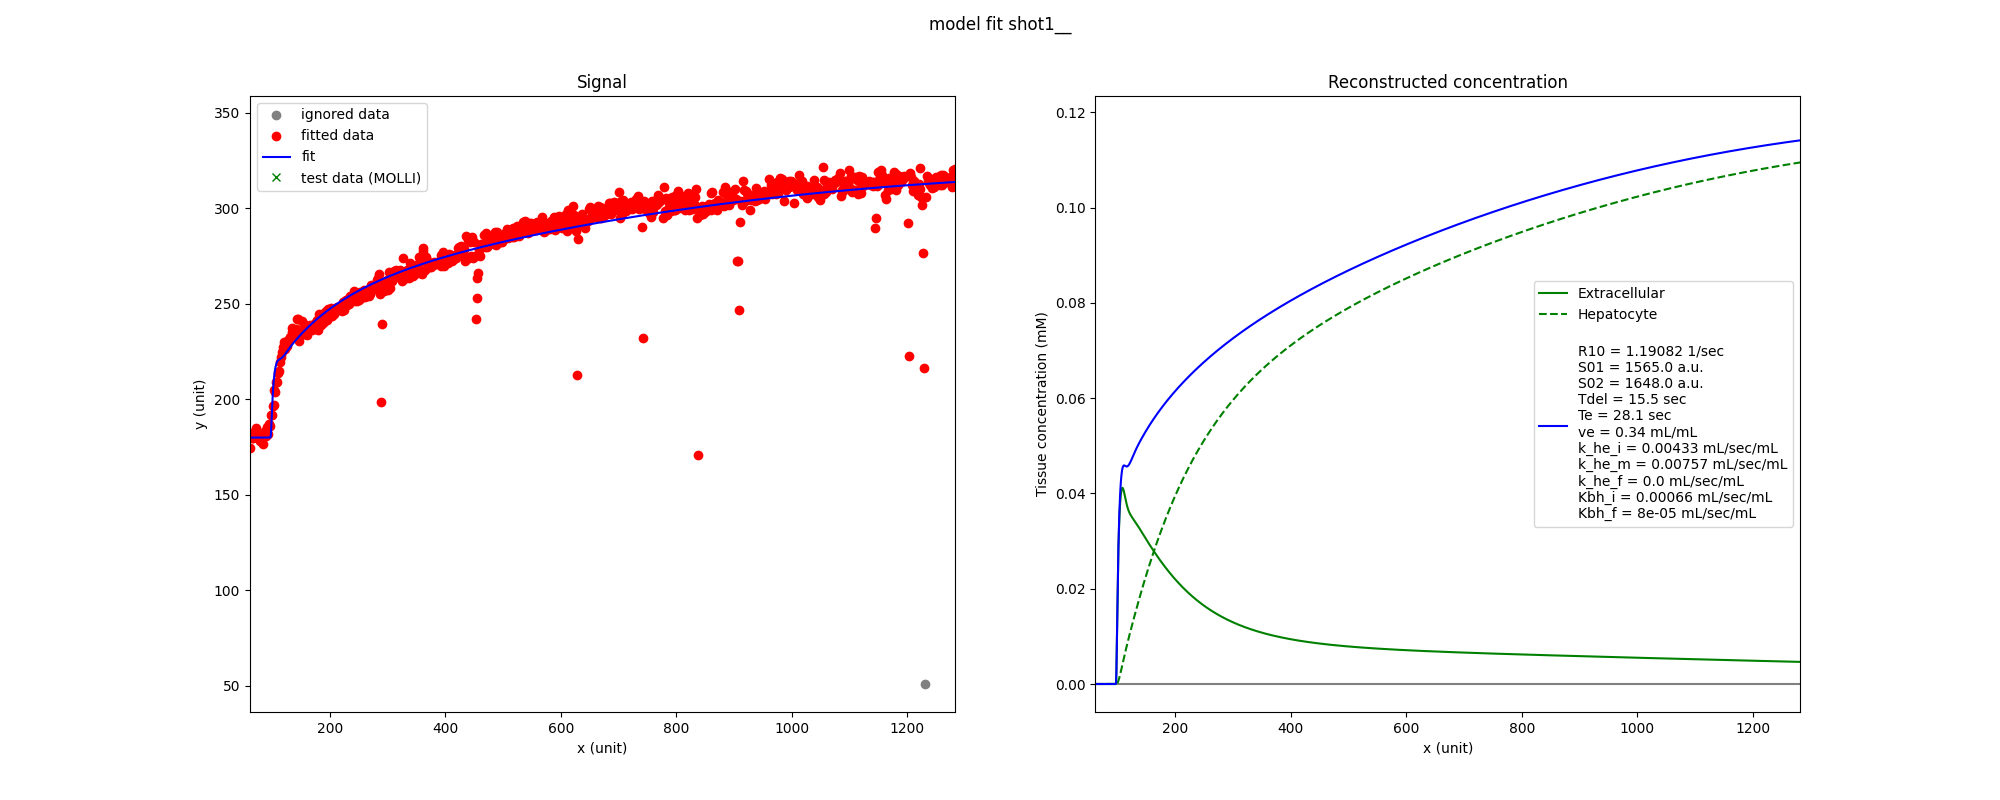 model fit shot1__
Signal
350
300
250
200
150
100
50
y (unit)
ignored data
fitted data
fit
test data (MOLLI)
200
400
600
800
1000
1200
x (unit)
Reconstructed concentration
0.12
0.10
0.08
0.06
0.04
0.02
0.00
Tissue concentration (mM)
Extracellular
Hepatocyte
R10 = 1.19082 1/sec
S01 = 1565.0 a.u.
S02 = 1648.0 a.u.
Tdel = 15.5 sec
Te = 28.1 sec
ve = 0.34 mL/mL
k_he_i = 0.00433 mL/sec/mL
k_he_m = 0.00757 mL/sec/mL
k_he_f = 0.0 mL/sec/mL
Kbh_i = 0.00066 mL/sec/mL
Kbh_f = 8e-05 mL/sec/mL
200
400
600
800
1000
1200
x (unit)